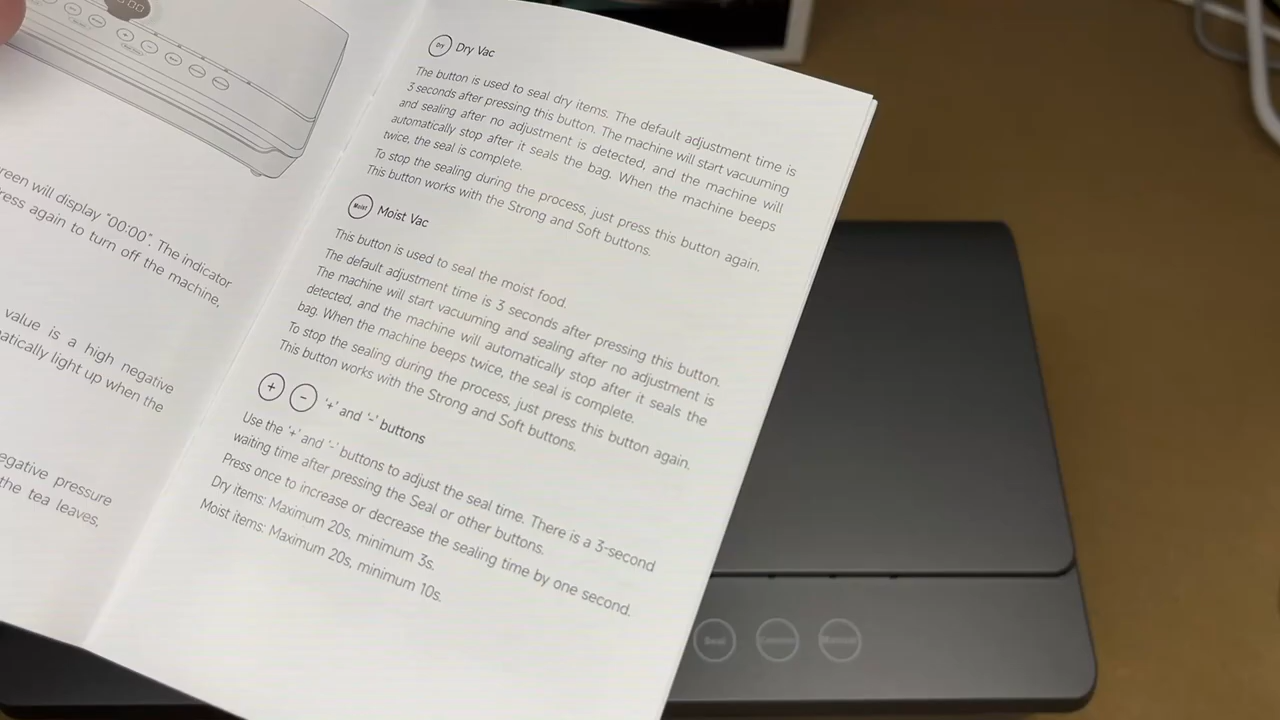 reen will display "00:00". The indicator
ress again to turn off the machine,
value is a high negative
atically light up when the
egative pressure
the tea leaves,
Dry Dry Vac
The button is used to seal dry items. The default adjustment time is
3 seconds after pressing this button. The machine will start vacuuming
and sealing after no adjustment is detected, and the machine will
automatically stop after it seals the bag. When the machine beeps
twice, the seal is complete.
To stop the sealing during the process, just press this button again.
This button works with the Strong and Soft buttons.
Moist Moist Vac
This button is used to seal the moist food.
The default adjustment time is 3 seconds after pressing this button.
The machine will start vacuuming and sealing after no adjustment is
detected, and the machine will automatically stop after it seals the
bag. When the machine beeps twice, the seal is complete.
To stop the sealing during the process, just press this button again.
This button works with the Strong and Soft buttons.
+ - '+' and '-' buttons
Use the '+' and '-' buttons to adjust the seal time. There is a 3-second
waiting time after pressing the Seal or other buttons.
Press once to increase or decrease the sealing time by one second.
Dry items: Maximum 20s, minimum 3s.
Moist items: Maximum 20s, minimum 10s.
Seal